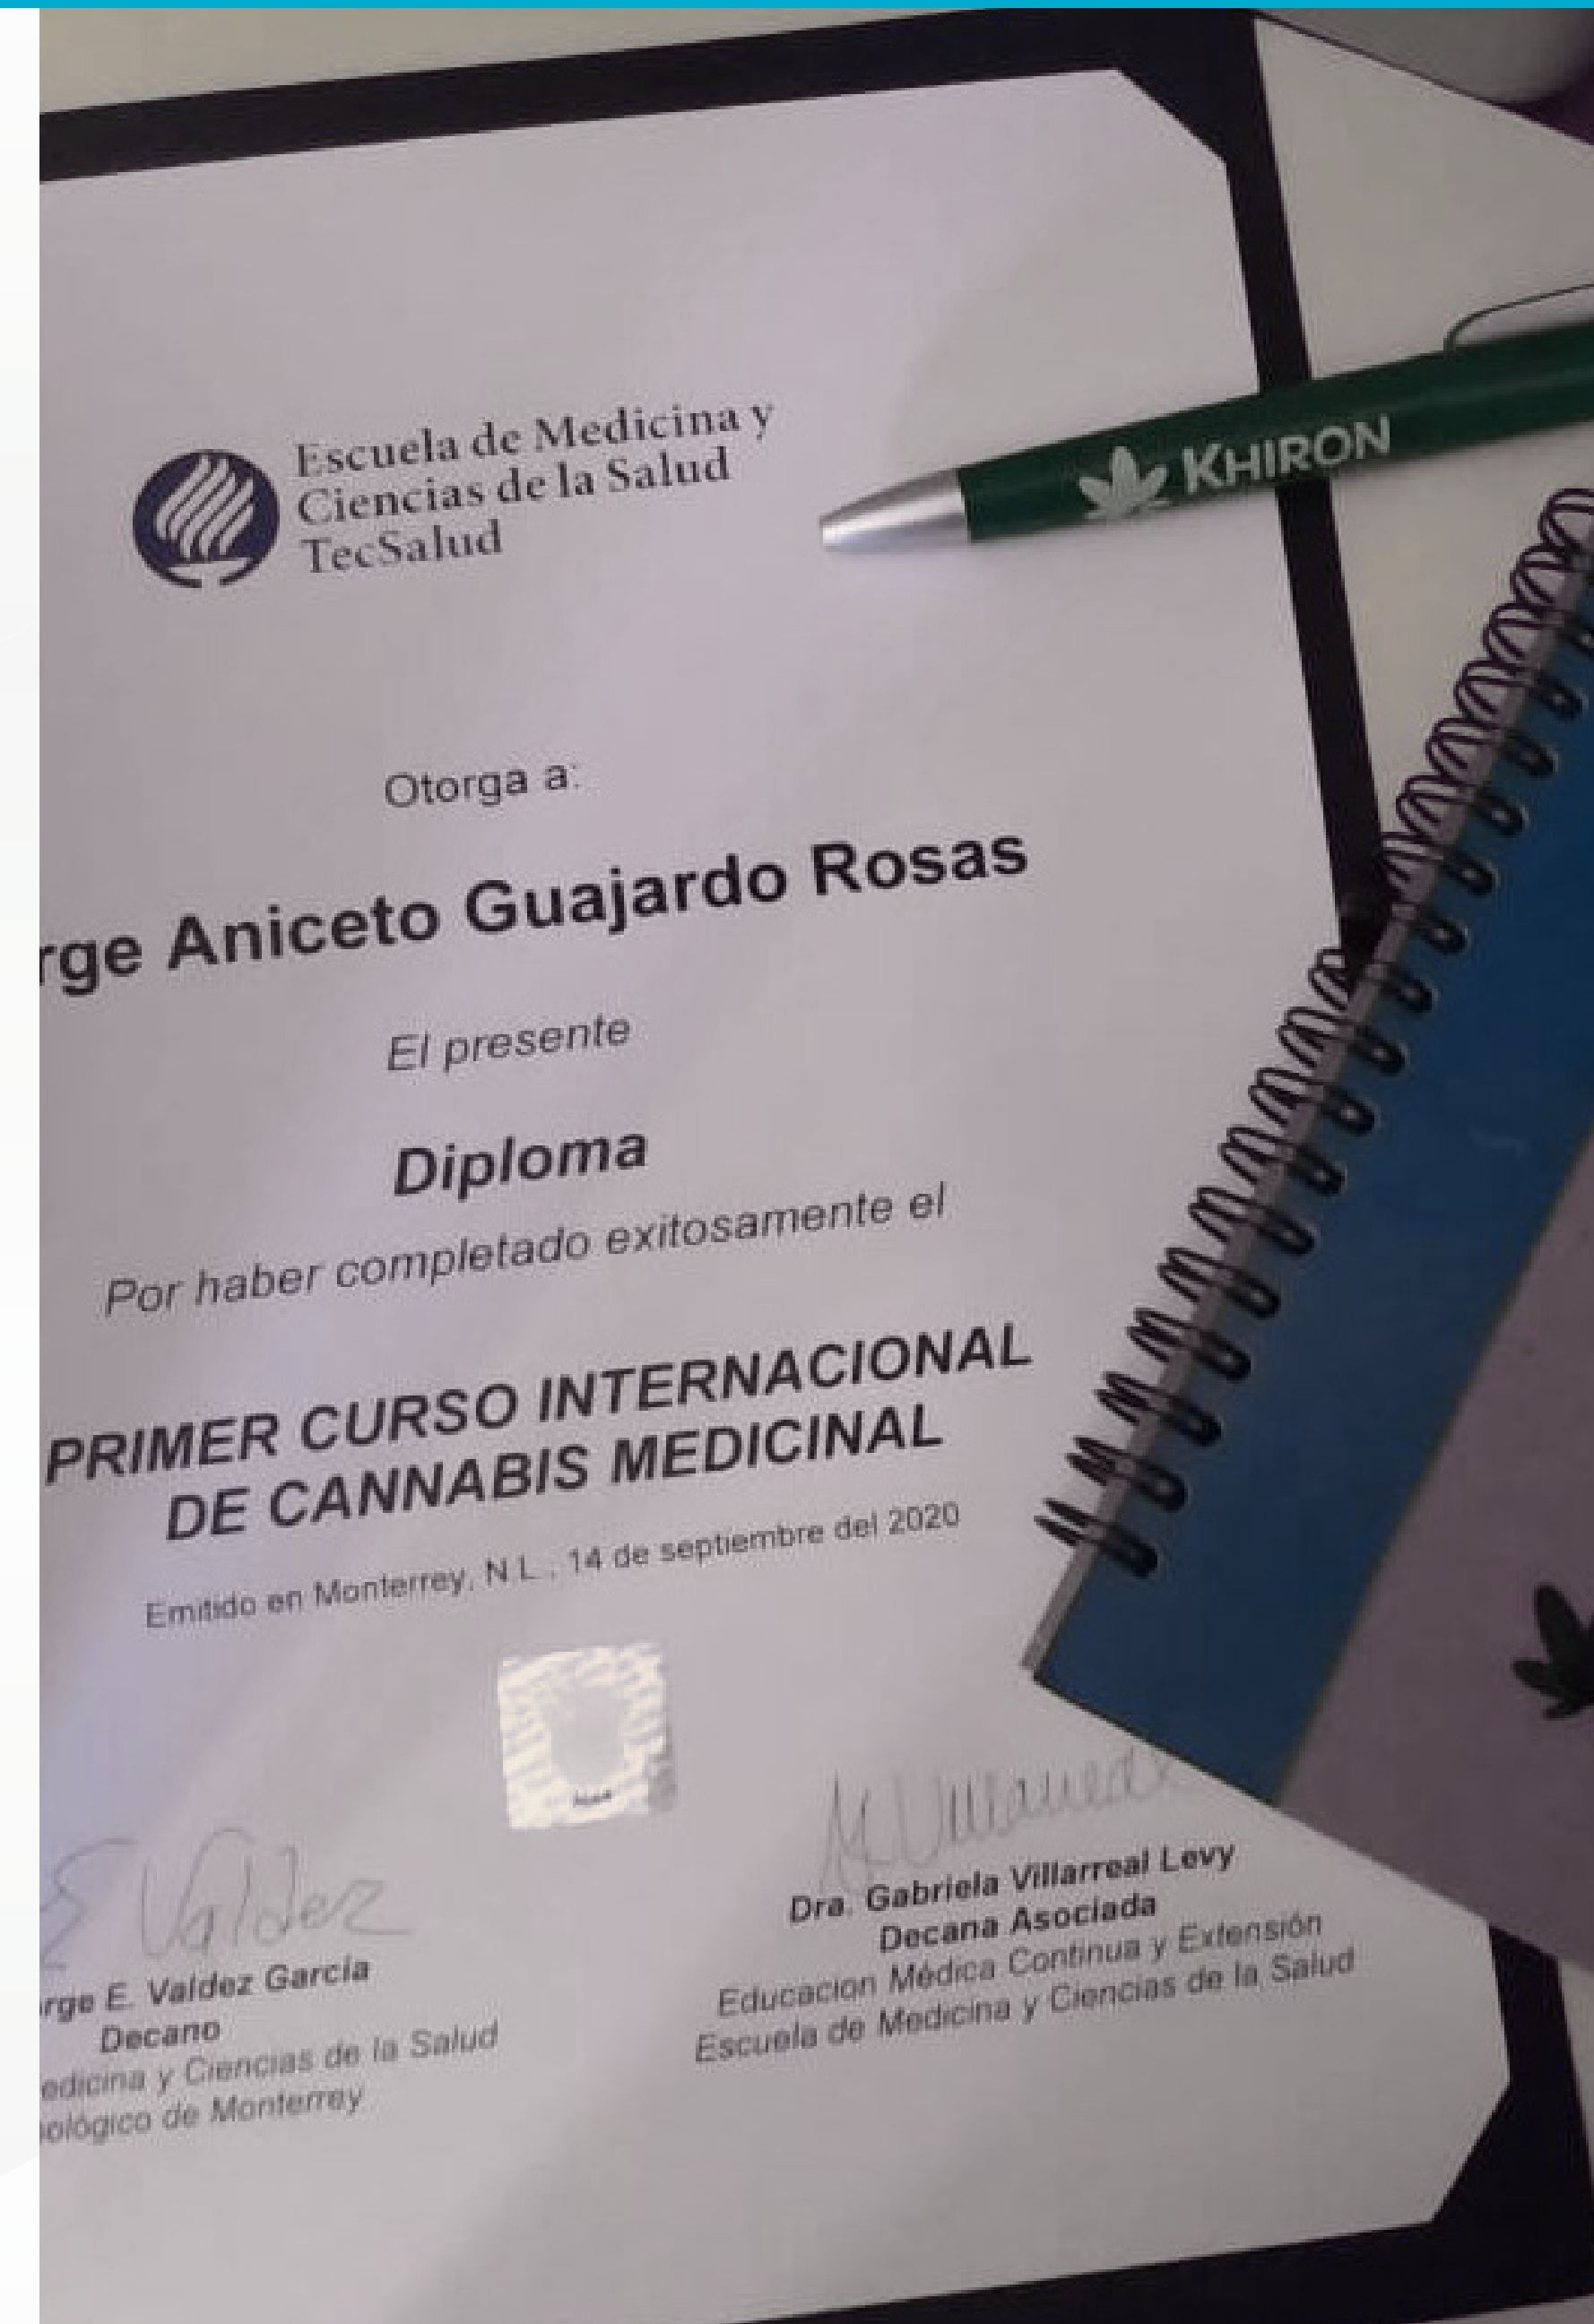 Escuela de Medicina y
Ciencias de la Salud
TecSalud
KHIRON
Otorga a:
rge Aniceto Guajardo Rosas
El presente
Diploma
Por haber completado exitosamente el
PRIMER CURSO INTERNACIONAL
DE CANNABIS MEDICINAL
Emitido en Monterrey, N.L., 14 de septiembre del 2020
E Valdez
rge E. Valdez García
Decano
edicina y Ciencias de la Salud
ológico de Monterrey
Dra. Gabriela Villarreal Levy
Decana Asociada
Educacion Médica Continua y Extensión
Escuela de Medicina y Ciencias de la Salud